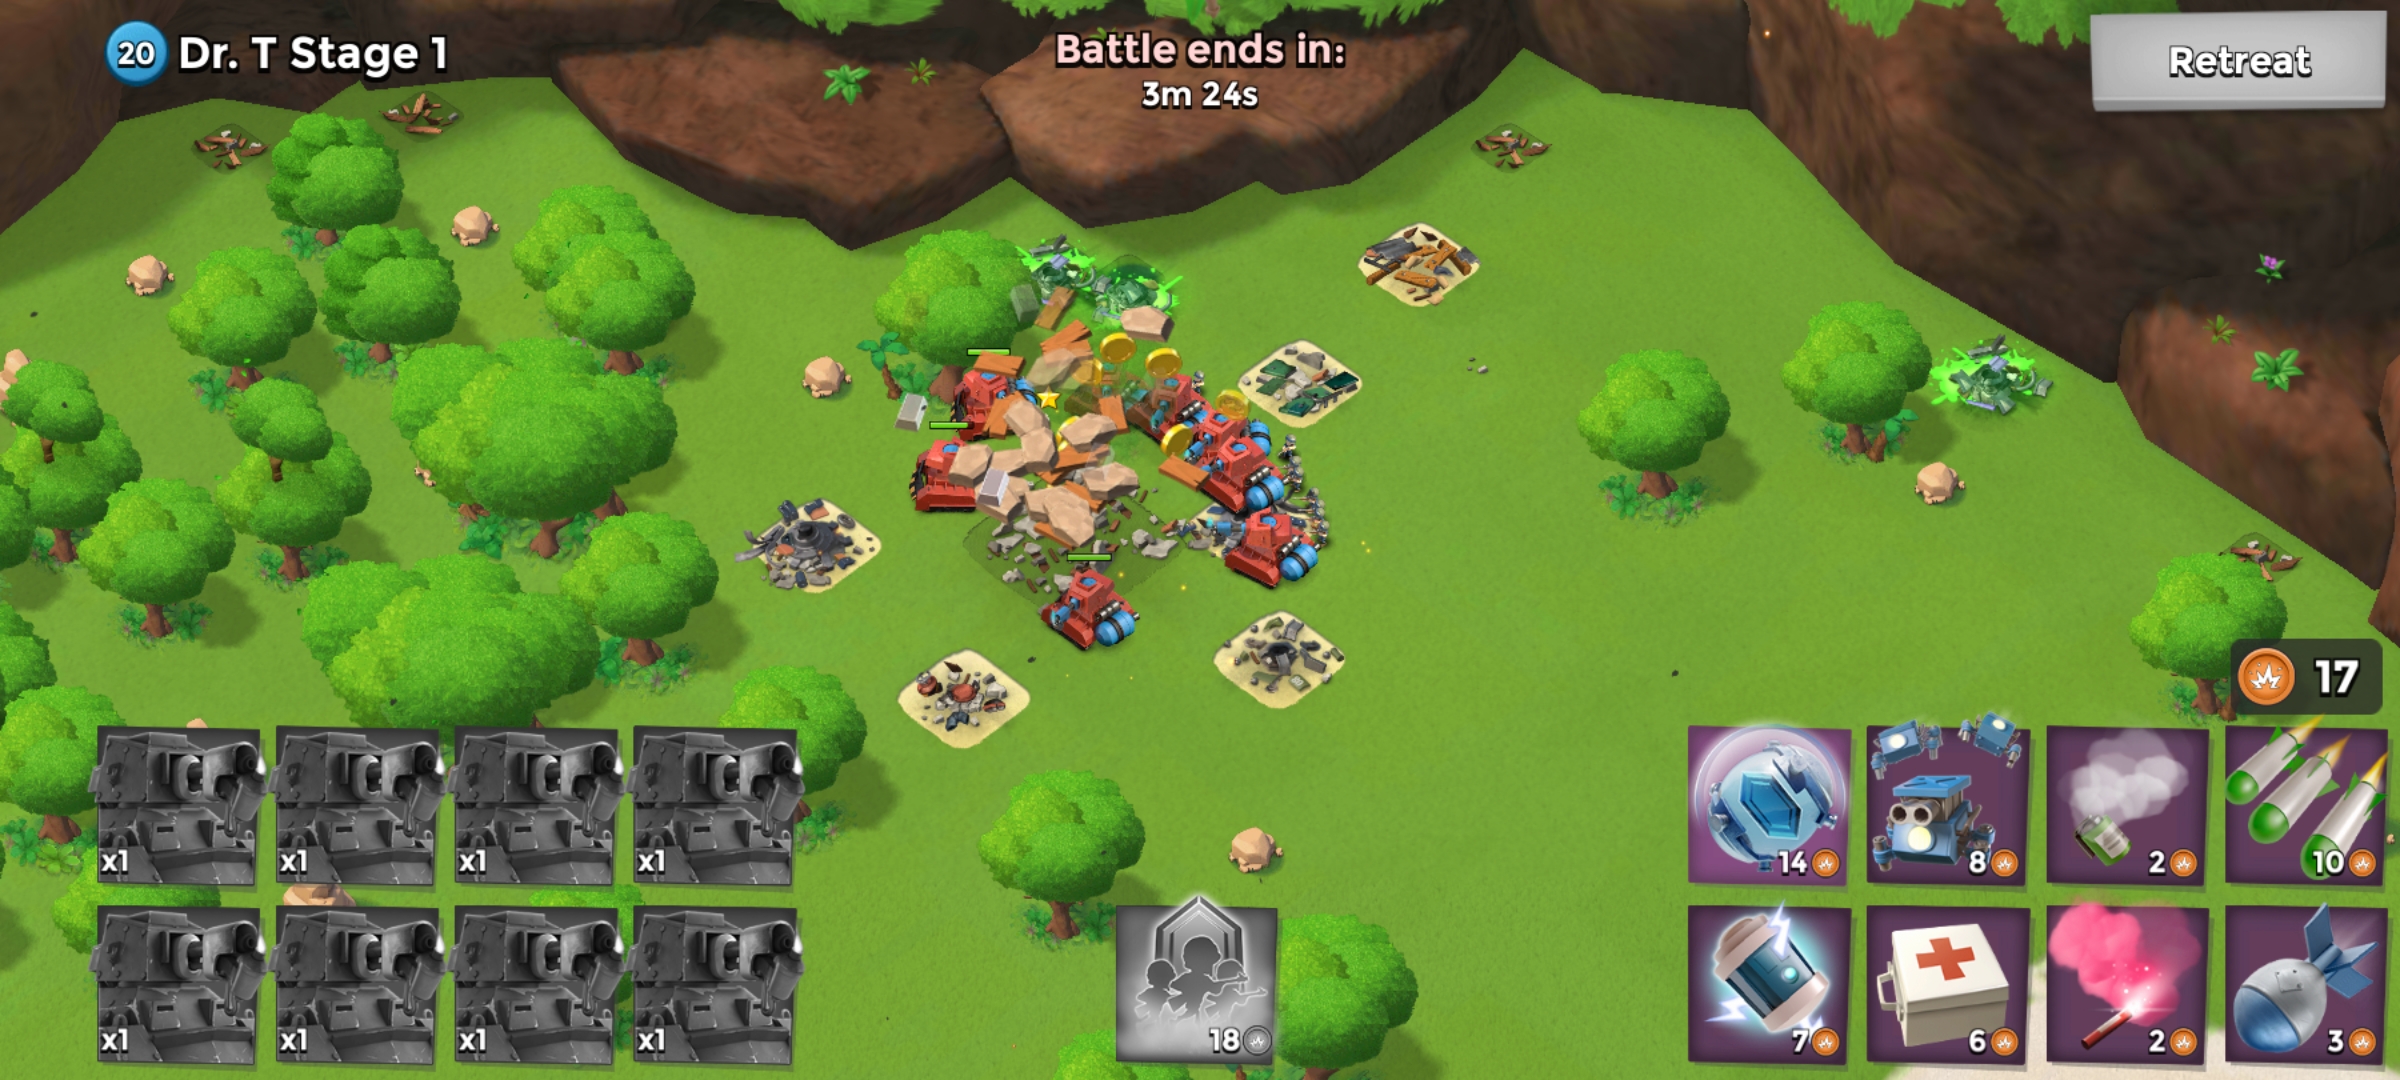 20 Dr. T Stage 1
Battle ends in:
3m 24s
Retreat
17
x1 x1 x1 x1
14 8 2 10
x1 x1 x1 x1
18
7 6 2 3